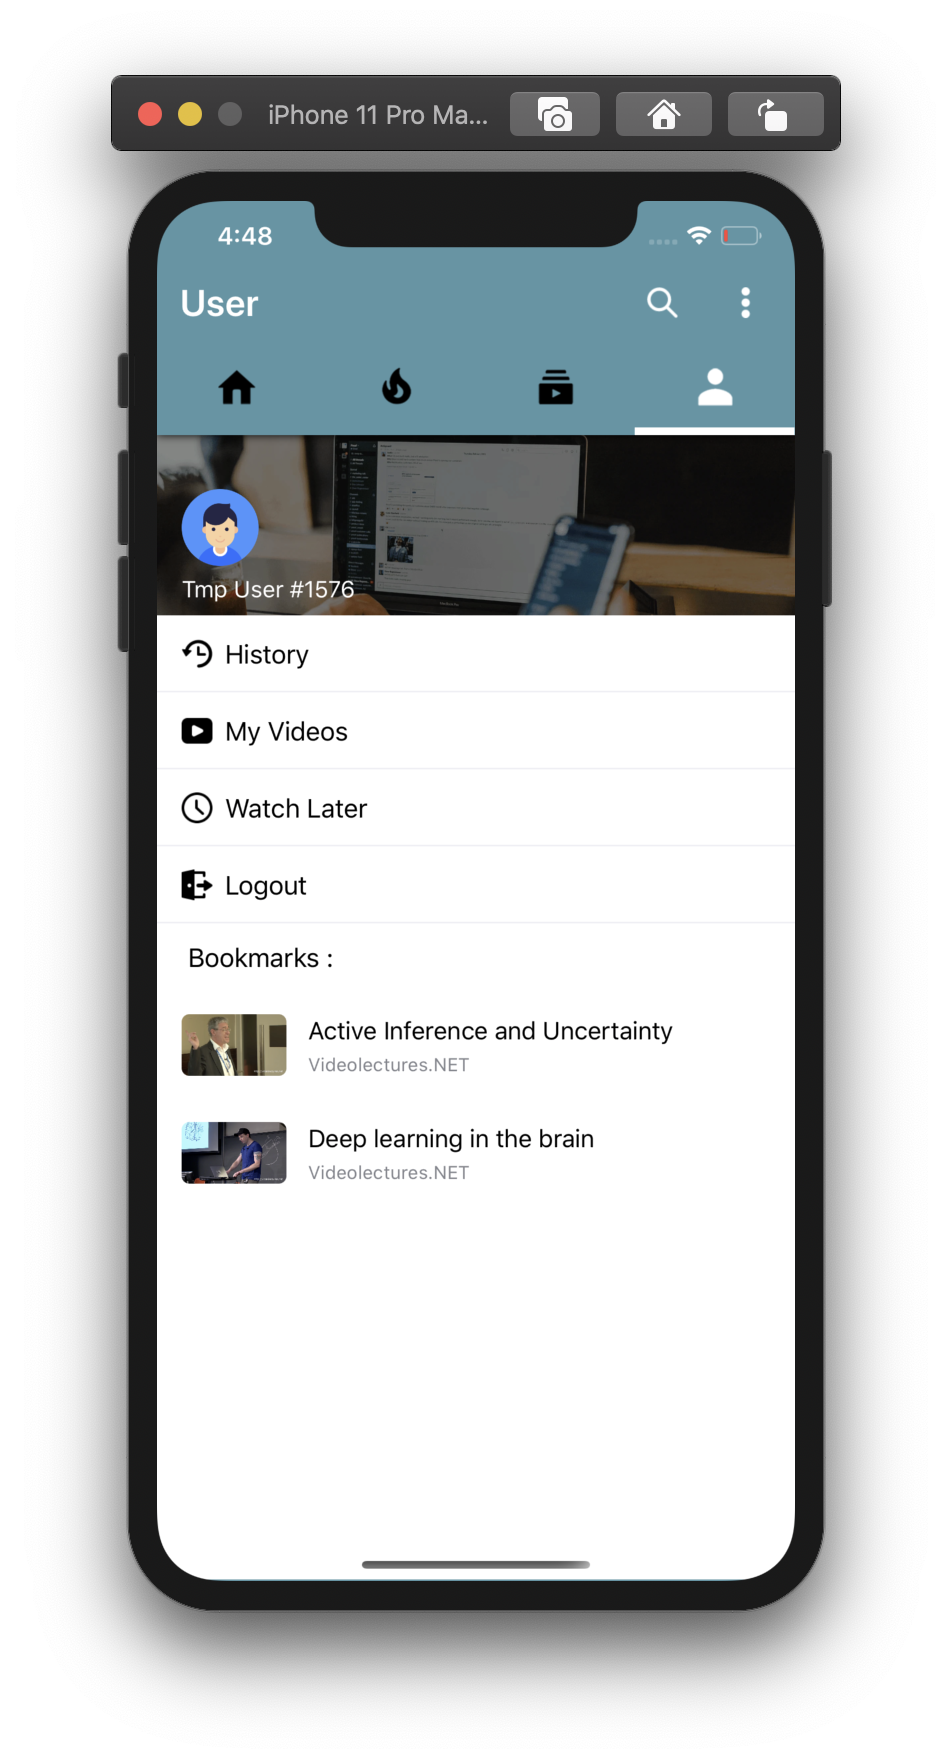 iPhone 11 Pro Ma...
4:48
User
Tmp User #1576
History
My Videos
Watch Later
Logout
Bookmarks :
Active Inference and Uncertainty
Videolectures.NET
Deep learning in the brain
Videolectures.NET